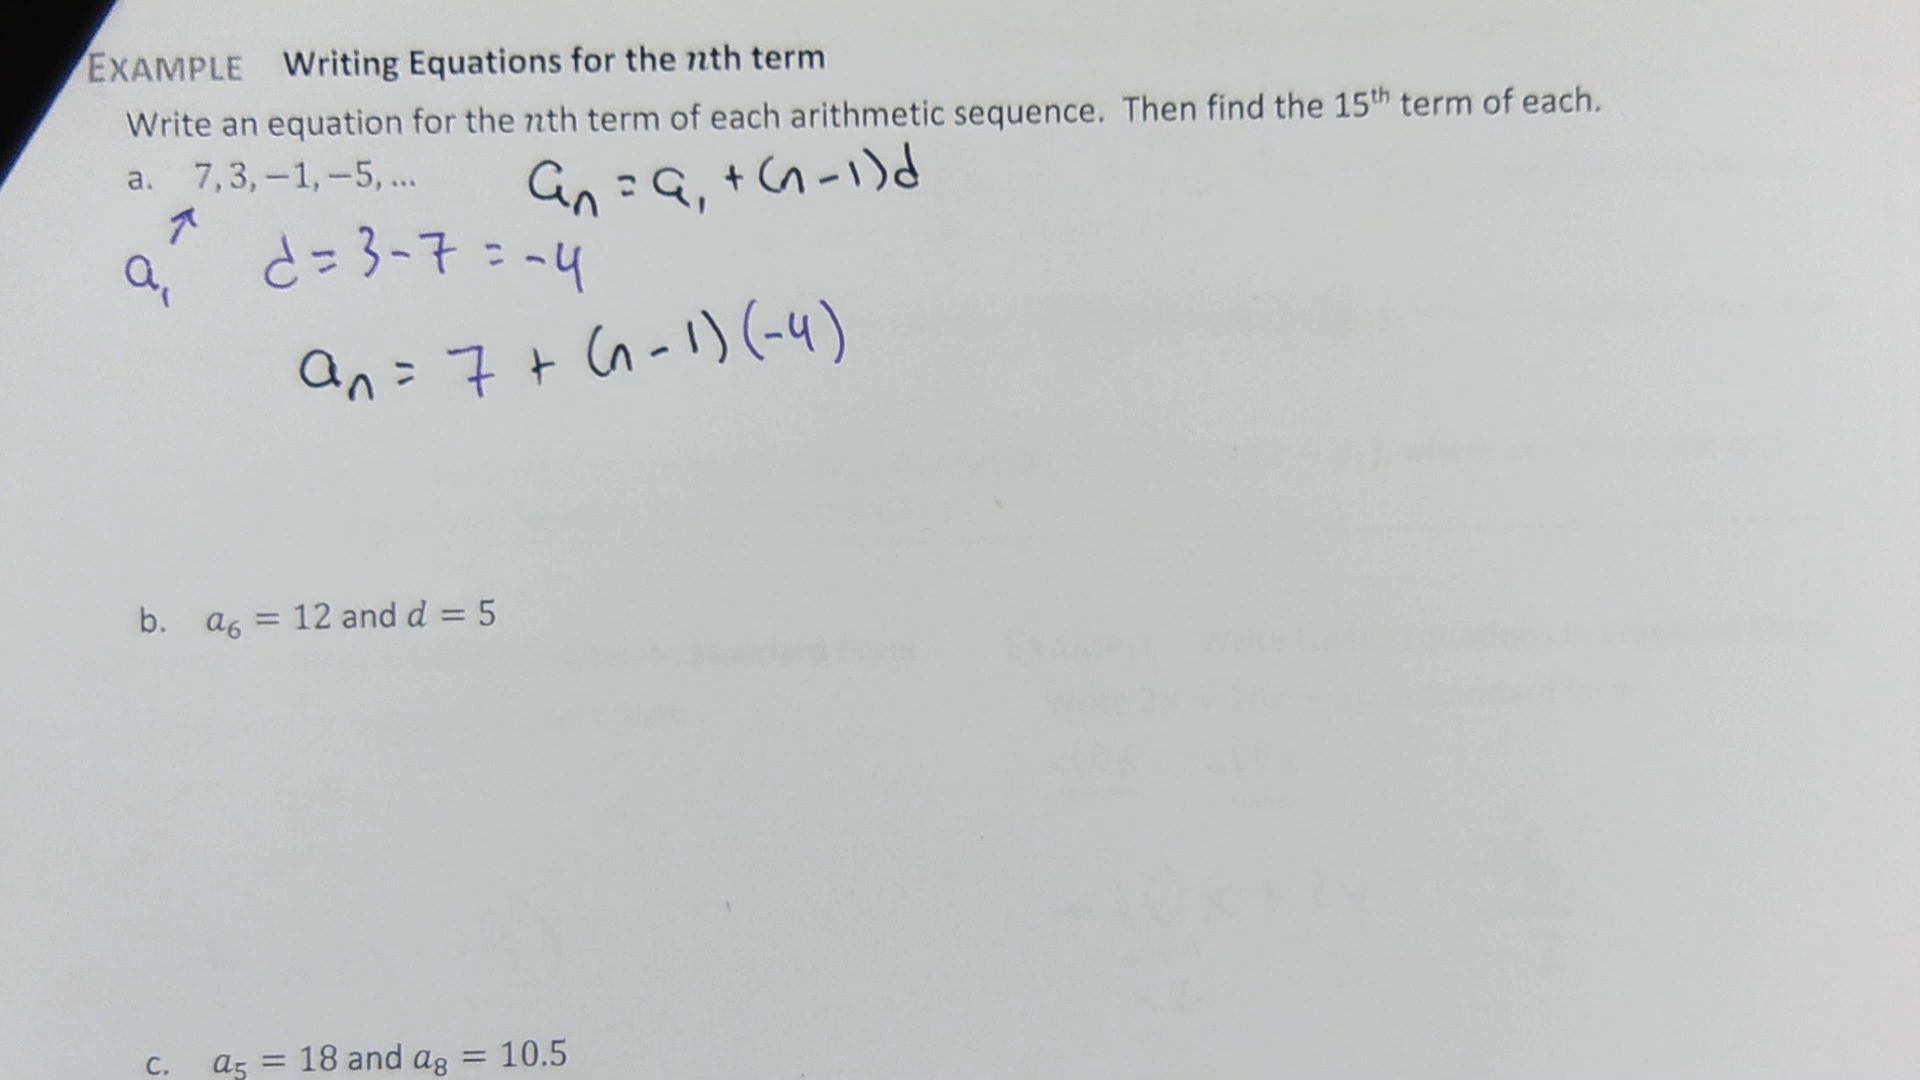 EXAMPLE Writing Equations for the nth term
Write an equation for the nth term of each arithmetic sequence. Then find the 15th term of each.
a. 7, 3, −1, −5, ...
aₙ = a₁ + (n − 1)d
a₁
d = 3 - 7 = -4
aₙ = 7 + (n - 1)(-4)
b. a₆ = 12 and d = 5
c. a₅ = 18 and a₈ = 10.5